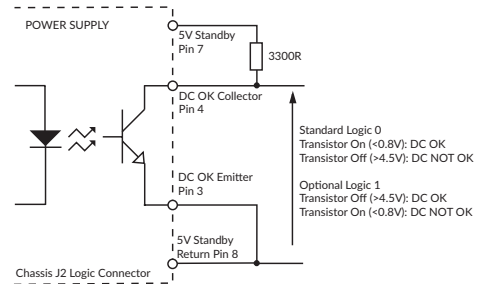 POWER SUPPLY
5V Standby
Pin 7
3300R
DC OK Collector
Pin 4
Standard Logic 0
Transistor On (<0.8V): DC OK
Transistor Off (>4.5V): DC NOT OK
Optional Logic 1
Transistor Off (>4.5V): DC OK
Transistor On (<0.8V): DC NOT OK
DC OK Emitter
Pin 3
5V Standby
Return Pin 8
Chassis J2 Logic Connector